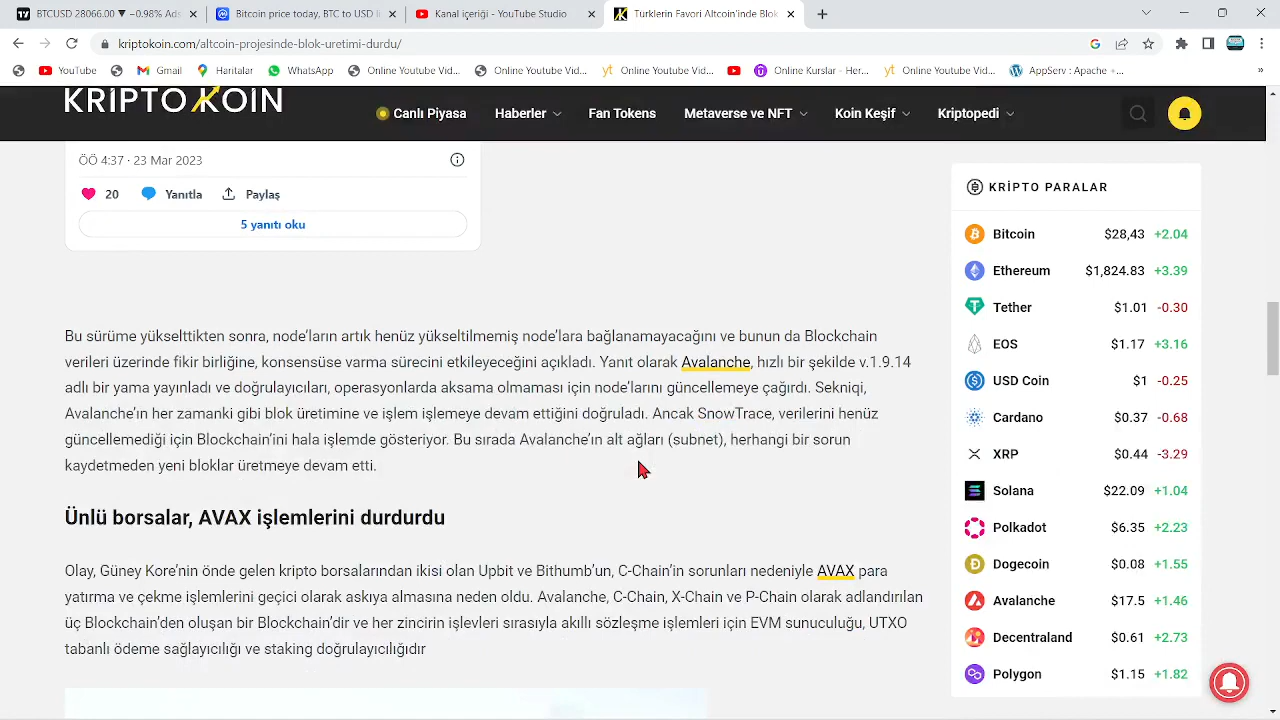 BTCUSD 28066.00 ▼ −0.98% Ads
Bitcoin price today, BTC to USD li
Kanal içeriği - YouTube Studio
Türklerin Favori Altcoin'inde Blok
kriptokoin.com/altcoin-projesinde-blok-uretimi-durdu/
YouTube
Gmail
Haritalar
WhatsApp
Online Youtube Vid...
Online Youtube Vid...
Online Youtube Vid...
Online Kurslar - Her...
Online Youtube Vid...
AppServ : Apache +...
KRİPTOKOİN
Canlı Piyasa
Haberler
Fan Tokens
Metaverse ve NFT
Koin Keşif
Kriptopedi
ÖÖ 4:37 · 23 Mar 2023
20 Yanıtla Paylaş
5 yanıtı oku
Bu sürüme yükselttikten sonra, node'ların artık henüz yükseltilmemiş node'lara bağlanamayacağını ve bunun da Blockchain
verileri üzerinde fikir birliğine, konsensüse varma sürecini etkileyeceğini açıkladı. Yanıt olarak Avalanche, hızlı bir şekilde v.1.9.14
adlı bir yama yayınladı ve doğrulayıcıları, operasyonlarda aksama olmaması için node'larını güncellemeye çağırdı. Sekniqi,
Avalanche'ın her zamanki gibi blok üretimine ve işlem işlemeye devam ettiğini doğruladı. Ancak SnowTrace, verilerini henüz
güncellemediği için Blockchain'ini hala işlemde gösteriyor. Bu sırada Avalanche'ın alt ağları (subnet), herhangi bir sorun
kaydetmeden yeni bloklar üretmeye devam etti.
Ünlü borsalar, AVAX işlemlerini durdurdu
Olay, Güney Kore'nin önde gelen kripto borsalarından ikisi olan Upbit ve Bithumb'un, C-Chain'in sorunları nedeniyle AVAX para
yatırma ve çekme işlemlerini geçici olarak askıya almasına neden oldu. Avalanche, C-Chain, X-Chain ve P-Chain olarak adlandırılan
üç Blockchain'den oluşan bir Blockchain'dir ve her zincirin işlevleri sırasıyla akıllı sözleşme işlemleri için EVM sunuculuğu, UTXO
tabanlı ödeme sağlayıcılığı ve staking doğrulayıcılığıdır
KRİPTO PARALAR
Bitcoin $28,43 +2.04
Ethereum $1,824.83 +3.39
Tether $1.01 -0.30
EOS $1.17 +3.16
USD Coin $1 -0.25
Cardano $0.37 -0.68
XRP $0.44 -3.29
Solana $22.09 +1.04
Polkadot $6.35 +2.23
Dogecoin $0.08 +1.55
Avalanche $17.5 +1.46
Decentraland $0.61 +2.73
Polygon $1.15 +1.82